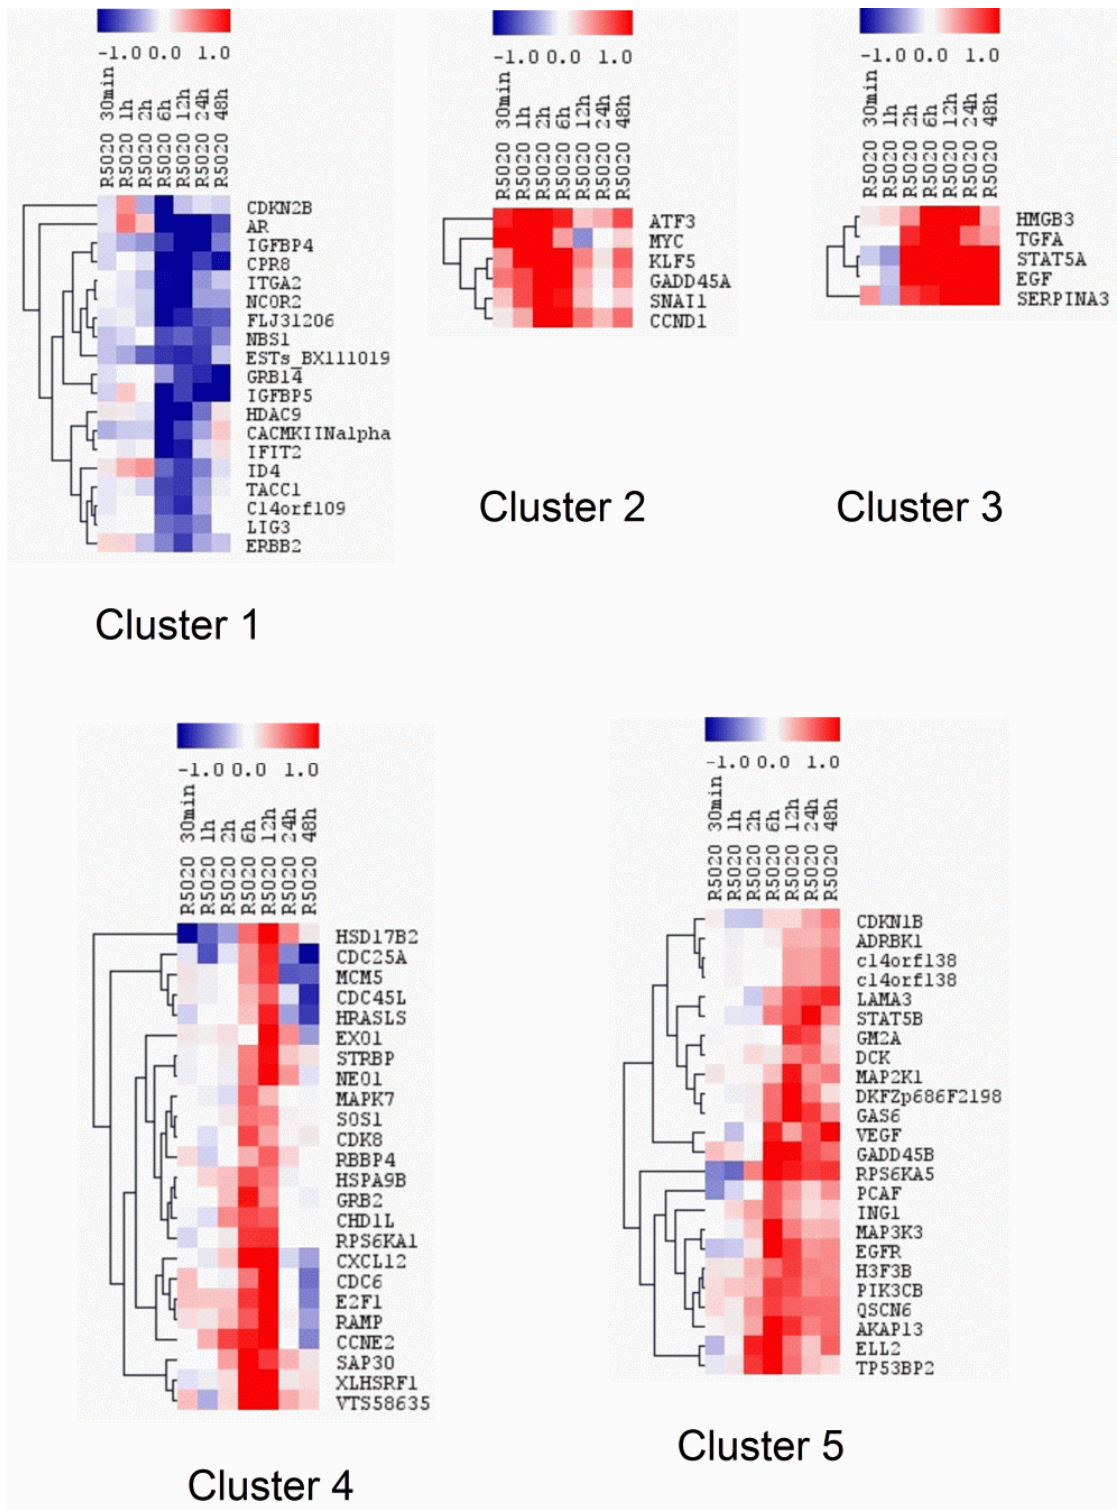 -1.0 0.0 1.0
R5020 30min
R5020 1h
R5020 2h
R5020 6h
R5020 12h
R5020 24h
R5020 48h
CDKN2B
AR
IGFBP4
CPR8
ITGA2
NCOR2
FLJ31206
NBS1
ESTs_BX111019
GRB14
IGFBP5
HDAC9
CACMKIINalpha
IFIT2
ID4
TACC1
C14orf109
LIG3
ERBB2
Cluster 1
-1.0 0.0 1.0
R5020 30min
R5020 1h
R5020 2h
R5020 6h
R5020 12h
R5020 24h
R5020 48h
ATF3
MYC
KLF5
GADD45A
SNAI1
CCND1
Cluster 2
-1.0 0.0 1.0
R5020 30min
R5020 1h
R5020 2h
R5020 6h
R5020 12h
R5020 24h
R5020 48h
HMGB3
TGFA
STAT5A
EGF
SERPINA3
Cluster 3
-1.0 0.0 1.0
R5020 30min
R5020 1h
R5020 2h
R5020 6h
R5020 12h
R5020 24h
R5020 48h
HSD17B2
CDC25A
MCM5
CDC45L
HRASLS
EXO1
STRBP
NEO1
MAPK7
SOS1
CDK8
RBBP4
HSPA9B
GRB2
CHD1L
RPS6KA1
CXCL12
CDC6
E2F1
RAMP
CCNE2
SAP30
XLHSRF1
VTS58635
Cluster 4
-1.0 0.0 1.0
R5020 30min
R5020 1h
R5020 2h
R5020 6h
R5020 12h
R5020 24h
R5020 48h
CDKN1B
ADRBK1
c14orf138
c14orf138
LAMA3
STAT5B
GM2A
DCK
MAP2K1
DKFZp686F2198
GAS6
VEGF
GADD45B
RPS6KA5
PCAF
ING1
MAP3K3
EGFR
H3F3B
PIK3CB
QSCN6
AKAP13
ELL2
TP53BP2
Cluster 5